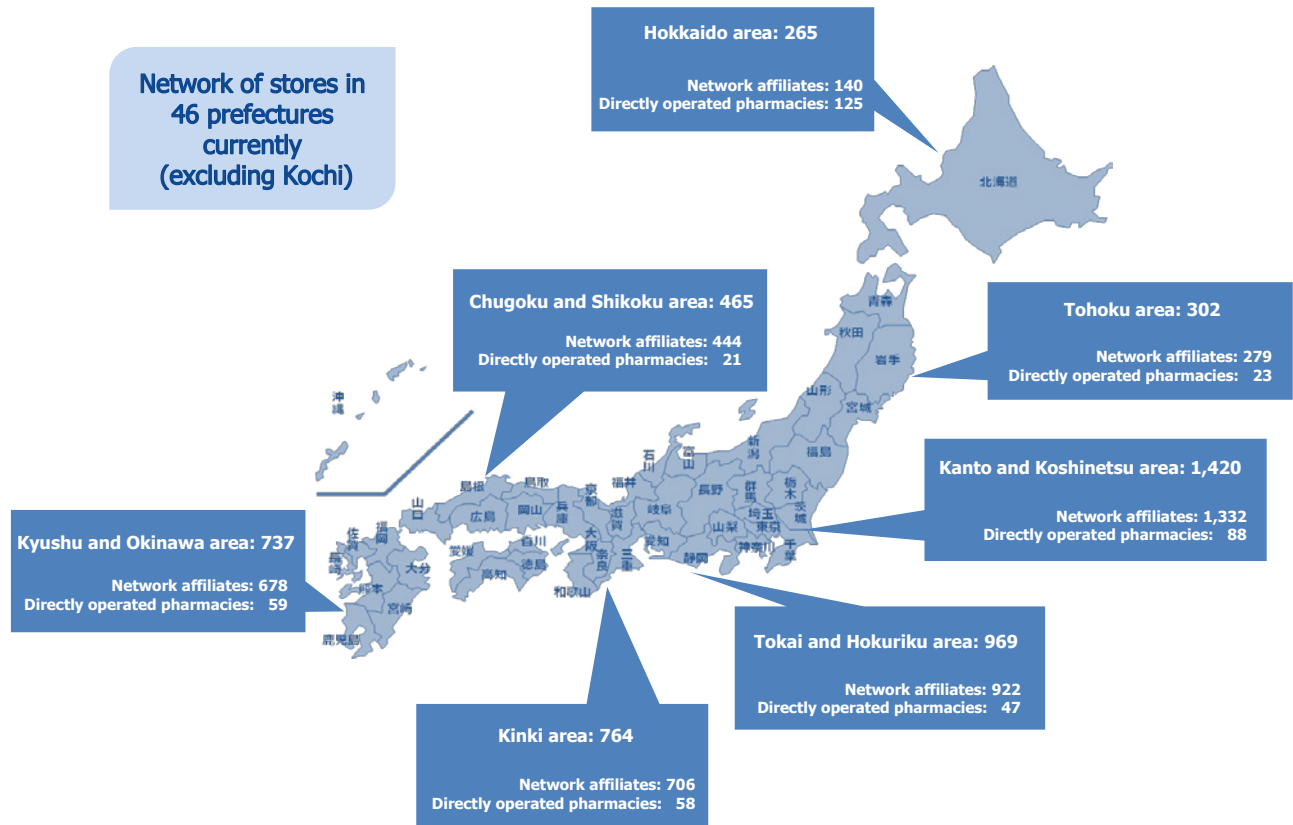 Network of stores in
46 prefectures
currently
(excluding Kochi)
Hokkaido area: 265
Network affiliates: 140
Directly operated pharmacies: 125
Chugoku and Shikoku area: 465
Network affiliates: 444
Directly operated pharmacies: 21
Tohoku area: 302
Network affiliates: 279
Directly operated pharmacies: 23
Kanto and Koshinetsu area: 1,420
Network affiliates: 1,332
Directly operated pharmacies: 88
Kyushu and Okinawa area: 737
Network affiliates: 678
Directly operated pharmacies: 59
Tokai and Hokuriku area: 969
Network affiliates: 922
Directly operated pharmacies: 47
Kinki area: 764
Network affiliates: 706
Directly operated pharmacies: 58
北海道
青森
秋田
岩手
山形
宮城
福島
新潟
富山
石川
福井
長野
群馬
栃木
茨城
埼玉
東京
千葉
神奈川
山梨
静岡
愛知
岐阜
三重
滋賀
京都
大阪
奈良
和歌山
兵庫
鳥取
島根
岡山
広島
山口
香川
徳島
愛媛
高知
福岡
佐賀
長崎
大分
熊本
宮崎
鹿児島
沖縄